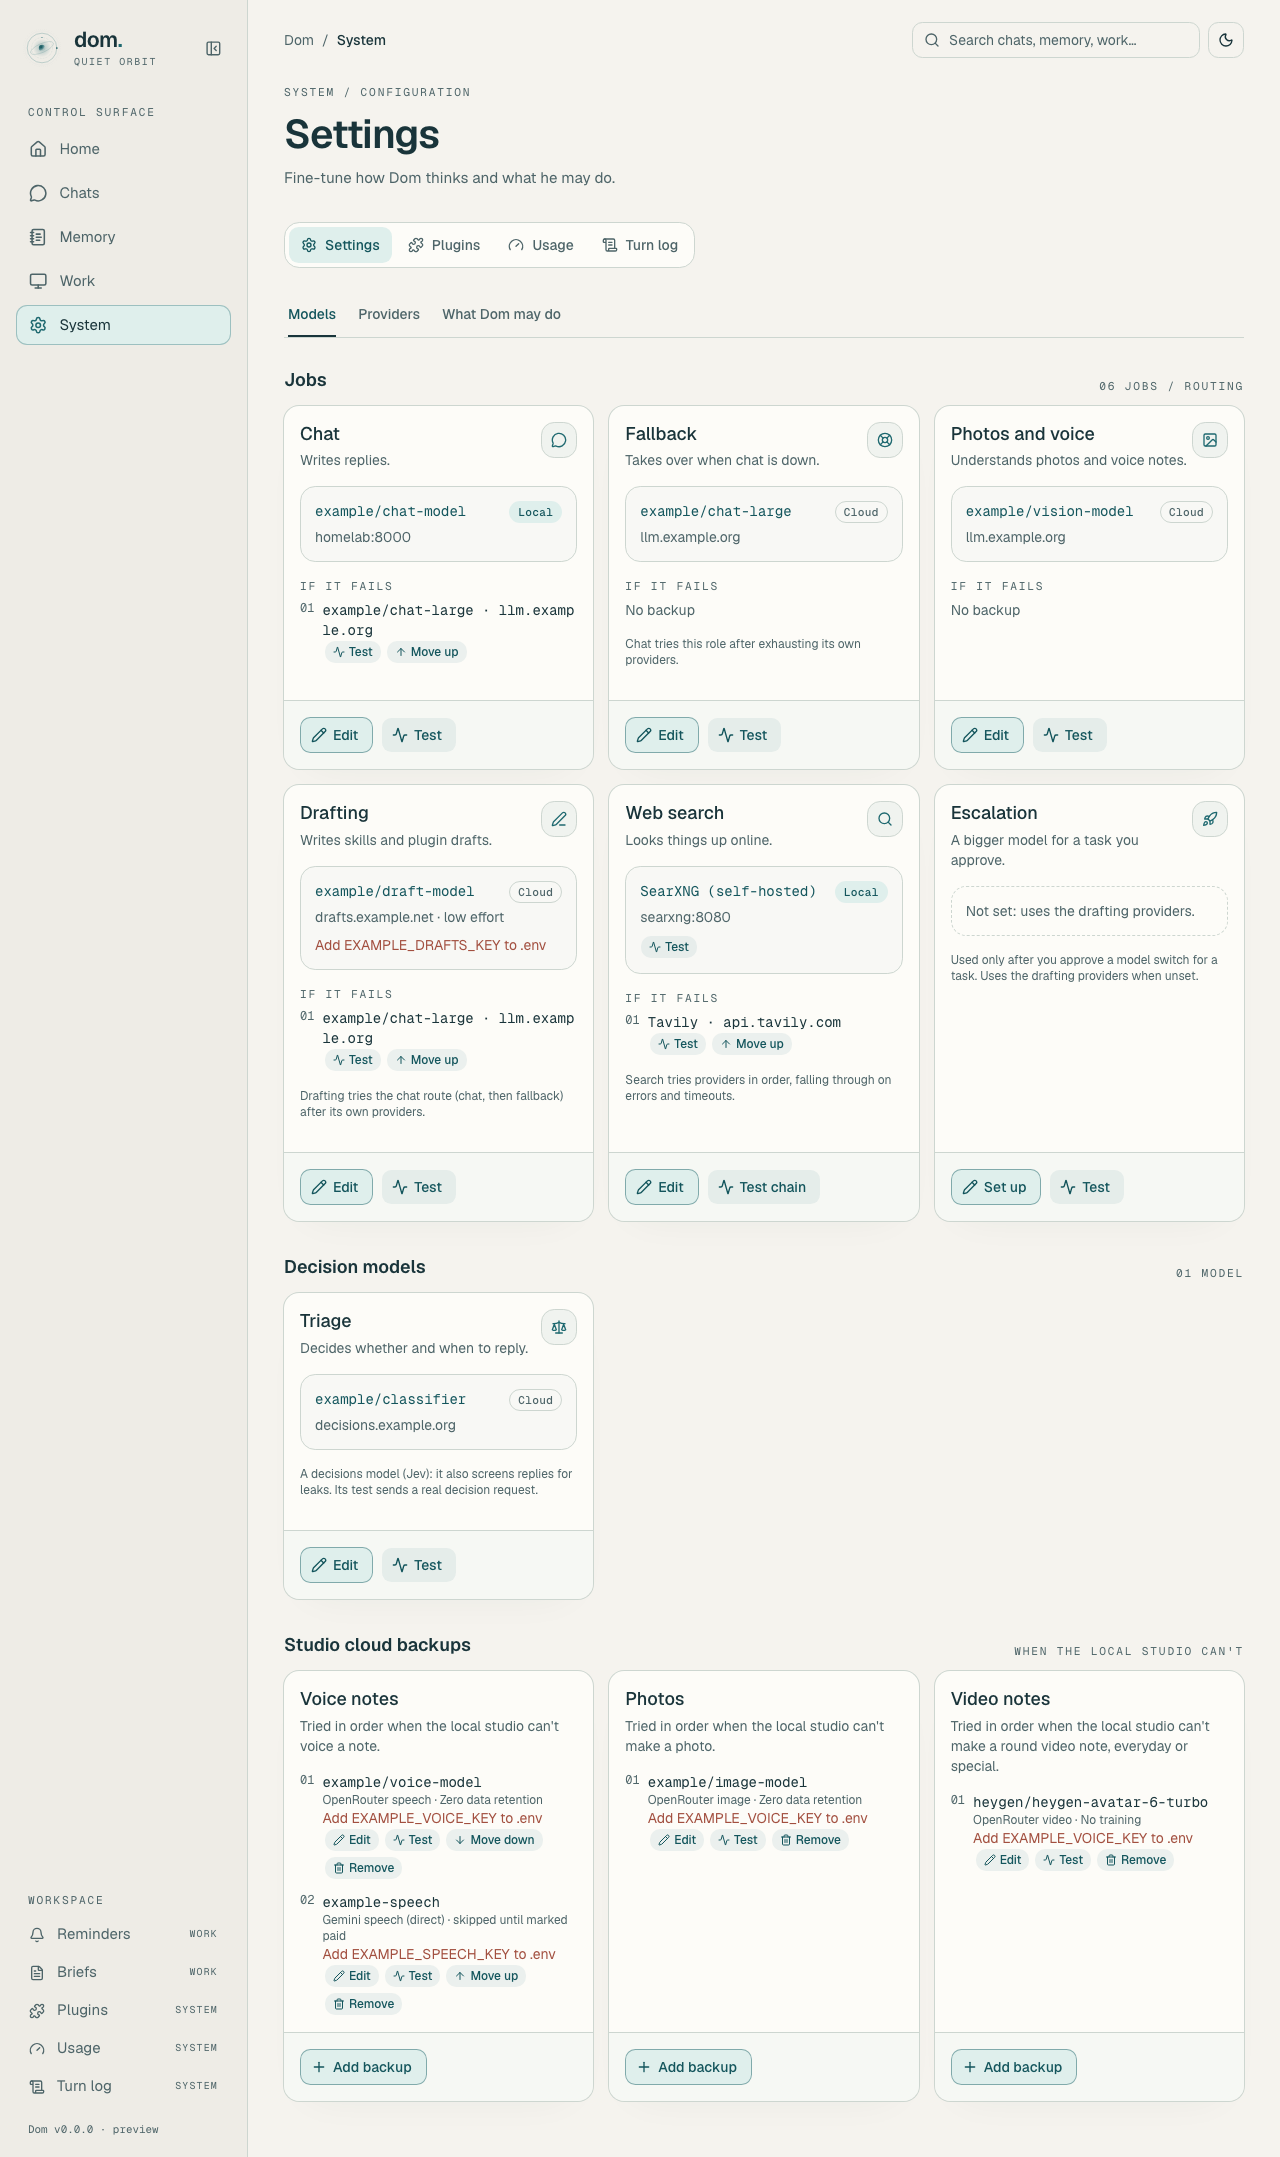 dom.
QUIET ORBIT
CONTROL SURFACE
Home
Chats
Memory
Work
System
WORKSPACE
Reminders WORK
Briefs WORK
Plugins SYSTEM
Usage SYSTEM
Turn log SYSTEM
Dom v0.0.0 · preview
Dom / System
Search chats, memory, work…
SYSTEM / CONFIGURATION
Settings
Fine-tune how Dom thinks and what he may do.
Settings Plugins Usage Turn log
Models Providers What Dom may do
Jobs
06 JOBS / ROUTING
Chat
Writes replies.
example/chat-model Local
homelab:8000
IF IT FAILS
01 example/chat-large · llm.examp
le.org
Test Move up
Edit Test
Fallback
Takes over when chat is down.
example/chat-large Cloud
llm.example.org
IF IT FAILS
No backup
Chat tries this role after exhausting its own
providers.
Edit Test
Photos and voice
Understands photos and voice notes.
example/vision-model Cloud
llm.example.org
IF IT FAILS
No backup
Edit Test
Drafting
Writes skills and plugin drafts.
example/draft-model Cloud
drafts.example.net · low effort
Add EXAMPLE_DRAFTS_KEY to .env
IF IT FAILS
01 example/chat-large · llm.examp
le.org
Test Move up
Drafting tries the chat route (chat, then fallback)
after its own providers.
Edit Test
Web search
Looks things up online.
SearXNG (self-hosted) Local
searxng:8080
Test
IF IT FAILS
01 Tavily · api.tavily.com
Test Move up
Search tries providers in order, falling through on
errors and timeouts.
Edit Test chain
Escalation
A bigger model for a task you
approve.
Not set: uses the drafting providers.
Used only after you approve a model switch for a
task. Uses the drafting providers when unset.
Set up Test
Decision models
01 MODEL
Triage
Decides whether and when to reply.
example/classifier Cloud
decisions.example.org
A decisions model (Jev): it also screens replies for
leaks. Its test sends a real decision request.
Edit Test
Studio cloud backups
WHEN THE LOCAL STUDIO CAN'T
Voice notes
Tried in order when the local studio can't
voice a note.
01 example/voice-model
OpenRouter speech · Zero data retention
Add EXAMPLE_VOICE_KEY to .env
Edit Test Move down
Remove
02 example-speech
Gemini speech (direct) · skipped until marked
paid
Add EXAMPLE_SPEECH_KEY to .env
Edit Test Move up
Remove
Add backup
Photos
Tried in order when the local studio can't
make a photo.
01 example/image-model
OpenRouter image · Zero data retention
Add EXAMPLE_VOICE_KEY to .env
Edit Test Remove
Add backup
Video notes
Tried in order when the local studio can't
make a round video note, everyday or
special.
01 heygen/heygen-avatar-6-turbo
OpenRouter video · No training
Add EXAMPLE_VOICE_KEY to .env
Edit Test Remove
Add backup